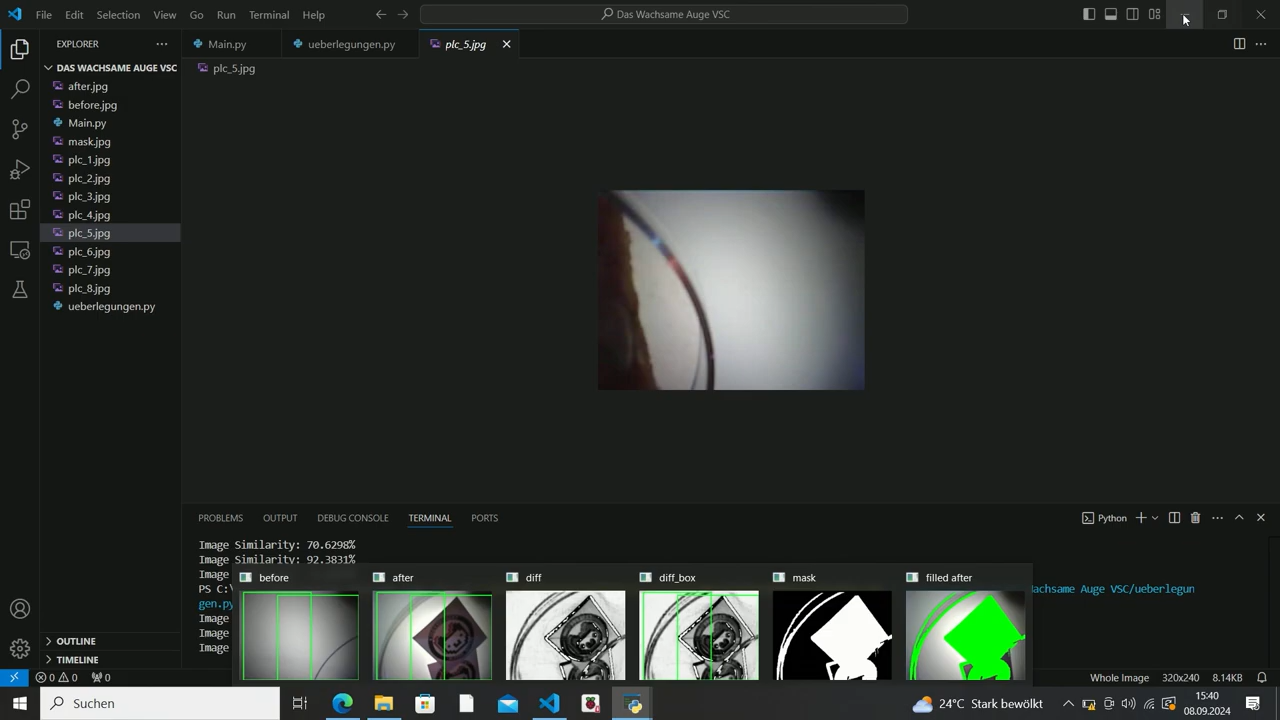 File Edit Selection View Go Run Terminal Help
Das Wachsame Auge VSC
EXPLORER
Main.py
ueberlegungen.py
plc_5.jpg
DAS WACHSAME AUGE VSC
plc_5.jpg
after.jpg
before.jpg
Main.py
mask.jpg
plc_1.jpg
plc_2.jpg
plc_3.jpg
plc_4.jpg
plc_5.jpg
plc_6.jpg
plc_7.jpg
plc_8.jpg
ueberlegungen.py
PROBLEMS OUTPUT DEBUG CONSOLE TERMINAL PORTS
Python
Image Similarity: 70.6298%
Image Similarity: 92.3831%
Image
PS C:\
achsame Auge VSC/ueberlegun
gen.py
Image
Image
Image
before
after
diff
diff_box
mask
filled after
OUTLINE
TIMELINE
0 0 0
Whole Image 320x240 8.14KB
Suchen
24°C Stark bewölkt
15:40
08.09.2024